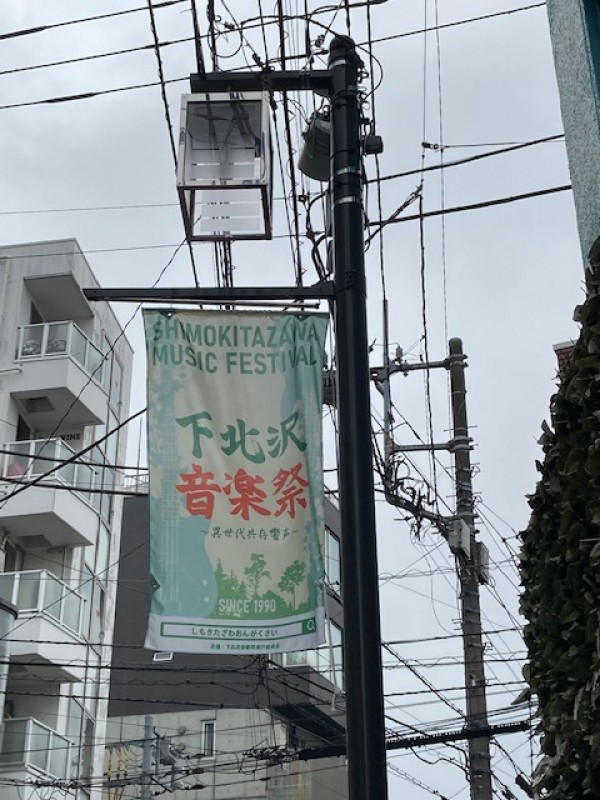 SHIMOKITAZAWA
MUSIC FESTIVAL
下北沢
音楽祭
～異世代共存響声～
SINCE 1990
しもきたざわおんがくさい
WINE